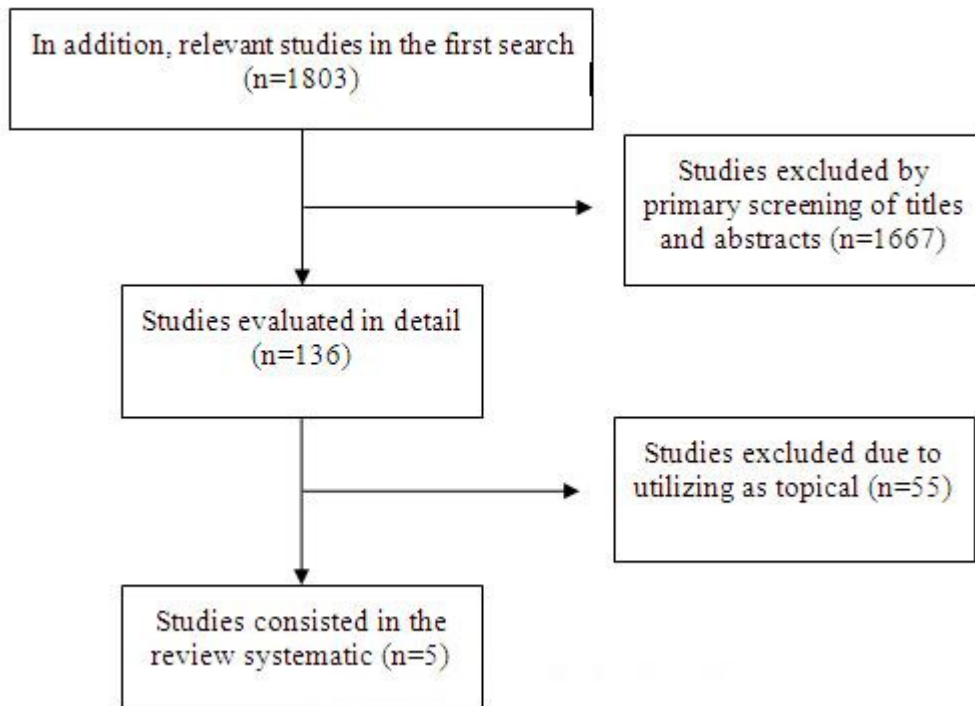 In addition, relevant studies in the first search
(n=1803)
Studies excluded by
primary screening of titles
and abstracts (n=1667)
Studies evaluated in detail
(n=136)
Studies excluded due to
utilizing as topical (n=55)
Studies consisted in the
review systematic (n=5)